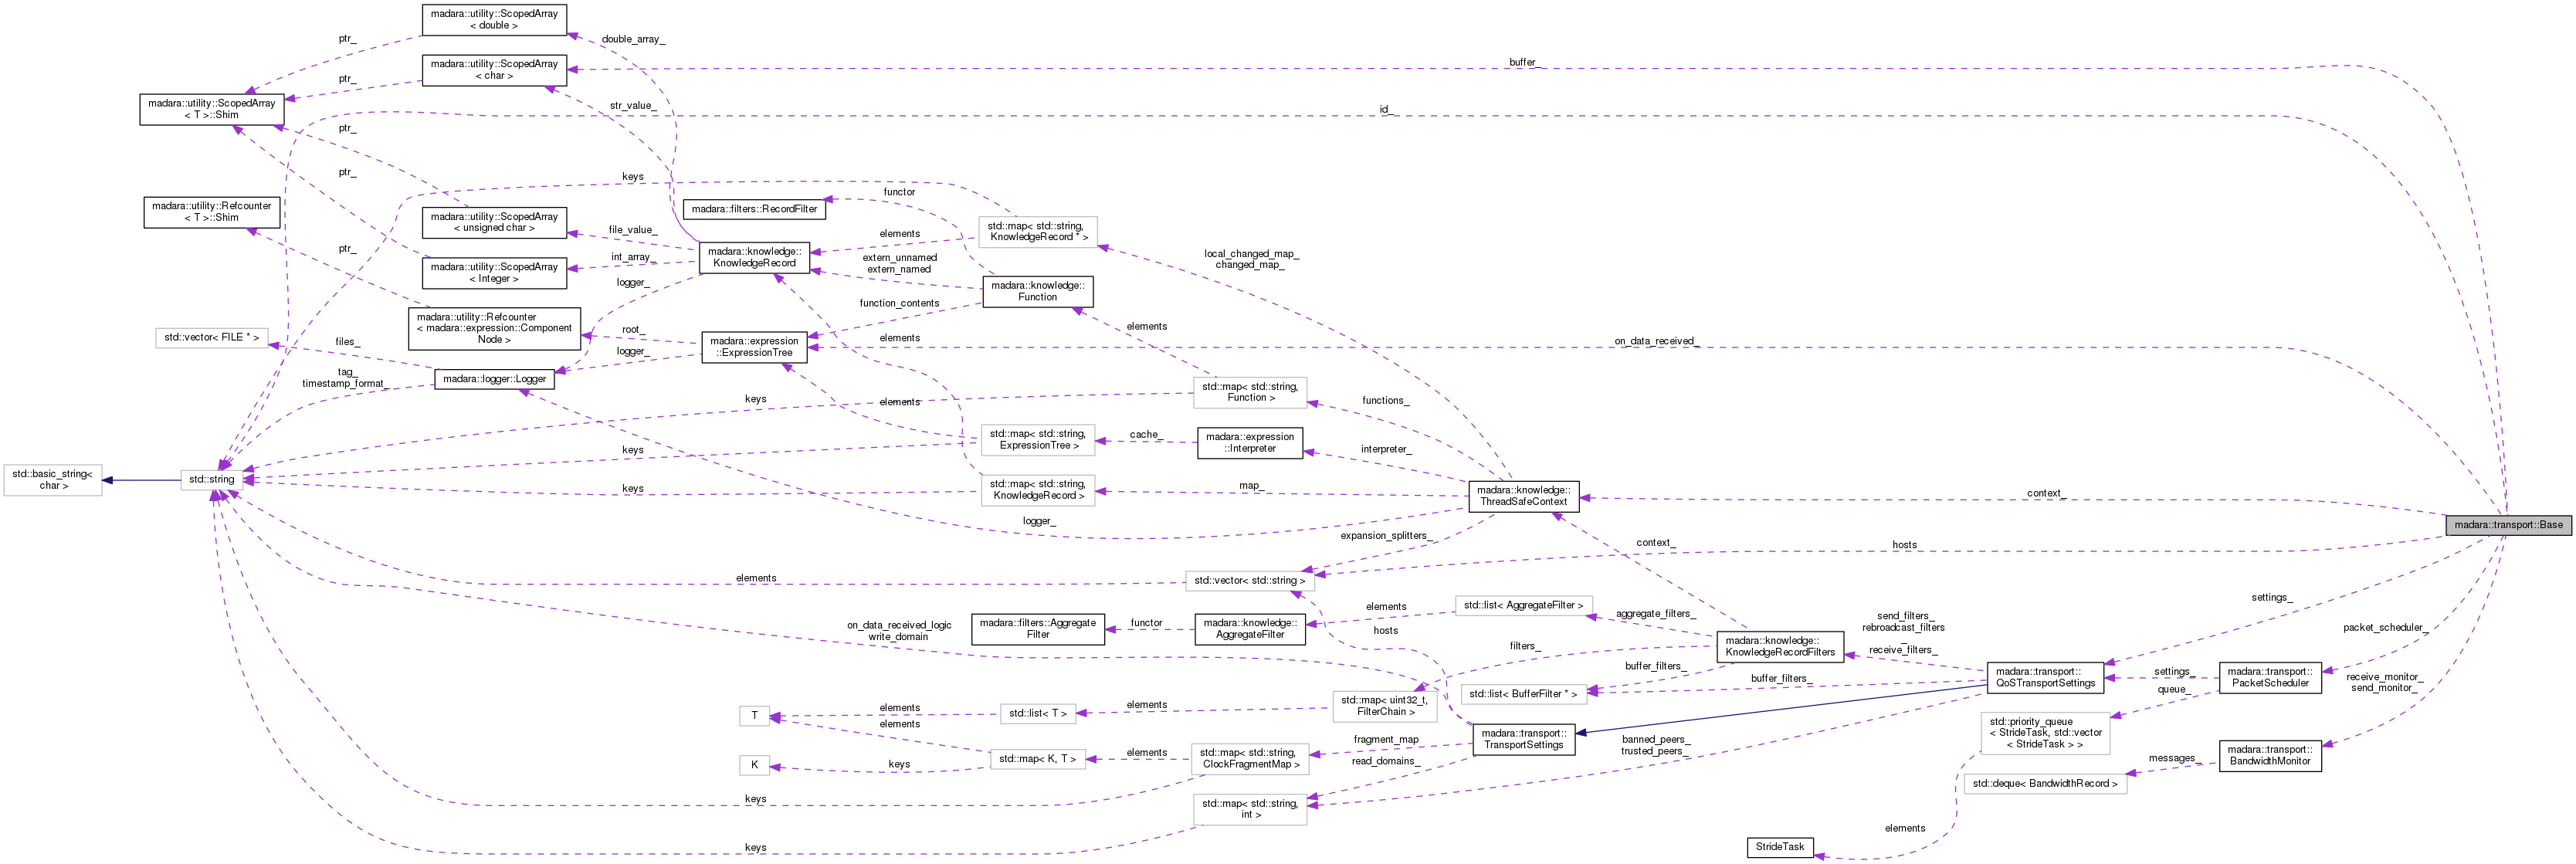 madara::utility::ScopedArray
< double >
ptr_
double_array_
madara::utility::ScopedArray
< char >
buffer_
ptr_
madara::utility::ScopedArray
< T >::Shim
str_value_
id_
ptr_
ptr_
keys
functor
madara::utility::Refcounter
< T >::Shim
madara::filters::RecordFilter
madara::utility::ScopedArray
< unsigned char >
std::map< std::string,
KnowledgeRecord * >
file_value_
elements
madara::knowledge::
KnowledgeRecord
ptr_
int_array_
extern_unnamed
extern_named
local_changed_map_
changed_map_
madara::utility::ScopedArray
< Integer >
logger_
madara::knowledge::
Function
function_contents
madara::utility::Refcounter
< madara::expression::Component
Node >
root_
elements
elements
std::vector< FILE * >
files_
logger_
madara::expression
::ExpressionTree
on_data_received_
tag_
timestamp_format_
madara::logger::Logger
std::map< std::string,
Function >
keys
elements
functions_
std::map< std::string,
ExpressionTree >
cache_
madara::expression
::Interpreter
interpreter_
keys
std::basic_string<
char >
std::string
keys
std::map< std::string,
KnowledgeRecord >
map_
madara::knowledge::
ThreadSafeContext
context_
logger_
madara::transport::Base
expansion_splitters_
context_
hosts
elements
std::vector< std::string >
settings_
on_data_received_logic
write_domain
madara::filters::Aggregate
Filter
functor
madara::knowledge::
AggregateFilter
elements
std::list< AggregateFilter >
aggregate_filters_
hosts
filters_
madara::knowledge::
KnowledgeRecordFilters
send_filters_
rebroadcast_filters
_
receive_filters_
packet_scheduler_
buffer_filters_
std::list< BufferFilter * >
buffer_filters_
madara::transport::
QoSTransportSettings
settings_
madara::transport::
PacketScheduler
receive_monitor_
send_monitor_
queue_
T
elements
elements
std::list< T >
elements
std::map< uint32_t,
FilterChain >
std::priority_queue
< StrideTask, std::vector
< StrideTask > >
madara::transport::
TransportSettings
fragment_map
banned_peers_
trusted_peers_
K
keys
std::map< K, T >
elements
std::map< std::string,
ClockFragmentMap >
read_domains_
messages_
madara::transport::
BandwidthMonitor
std::deque< BandwidthRecord >
keys
std::map< std::string,
int >
elements
keys
StrideTask